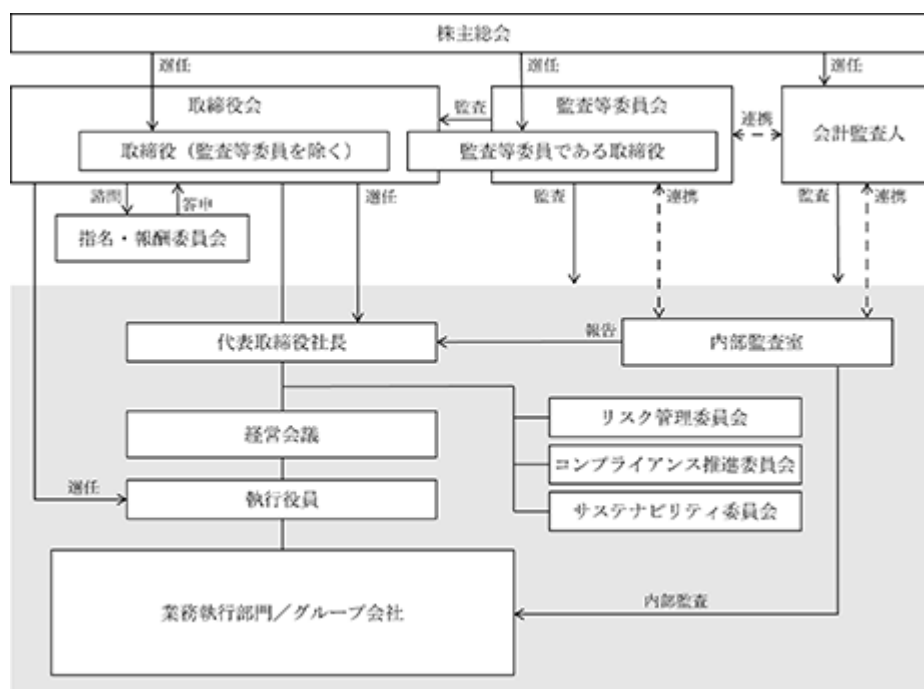 株主総会
選任
選任
選任
取締役会
監査
監査等委員会
連携
会計監査人
取締役（監査等委員を除く）
監査等委員である取締役
諮問
答申
選任
監査
連携
監査
連携
指名・報酬委員会
代表取締役社長
報告
内部監査室
経営会議
リスク管理委員会
コンプライアンス推進委員会
選任
執行役員
サステナビリティ委員会
業務執行部門／グループ会社
内部監査